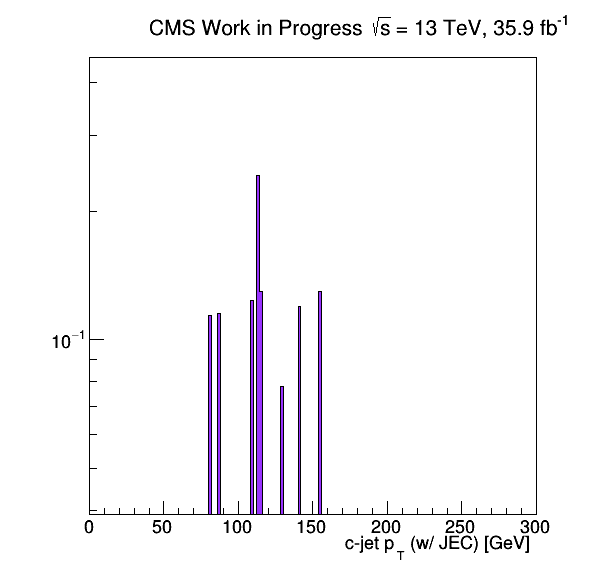 CMS Work in Progress √s = 13 TeV, 35.9 fb⁻¹
10⁻¹
0 50 100 150 200 250 300
c-jet p_T (w/ JEC) [GeV]